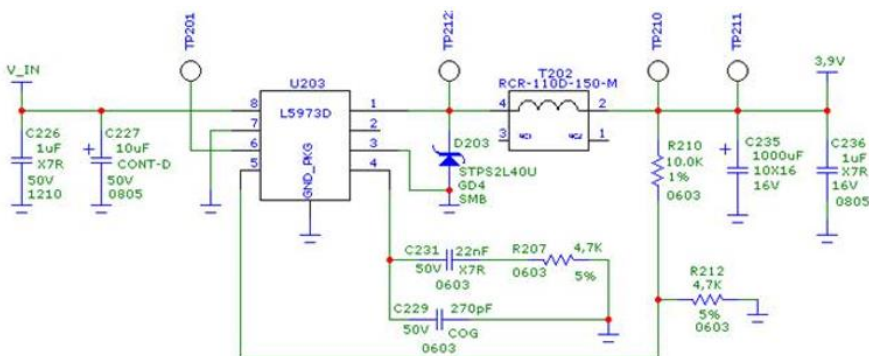 TP201
TP212
TP210
TP211
V_IN
U203
T202
RCR-110D-150-M
3,9V
8
7
6
5
L5973D
GND_PKG
1
2
3
4
4
3
NC1
NC2
2
1
C226
1uF
X7R
50V
1210
C227
+
10uF
CONT-D
50V
0805
D203
STPS2L40U
GD4
SMB
R210
10.0K
1%
0603
C235
+
1000uF
10X16
16V
C236
1uF
X7R
16V
0805
C231
22nF
50V
X7R
0603
R207
4,7K
0603
5%
C229
270pF
50V
COG
0603
R212
4,7K
5%
0603